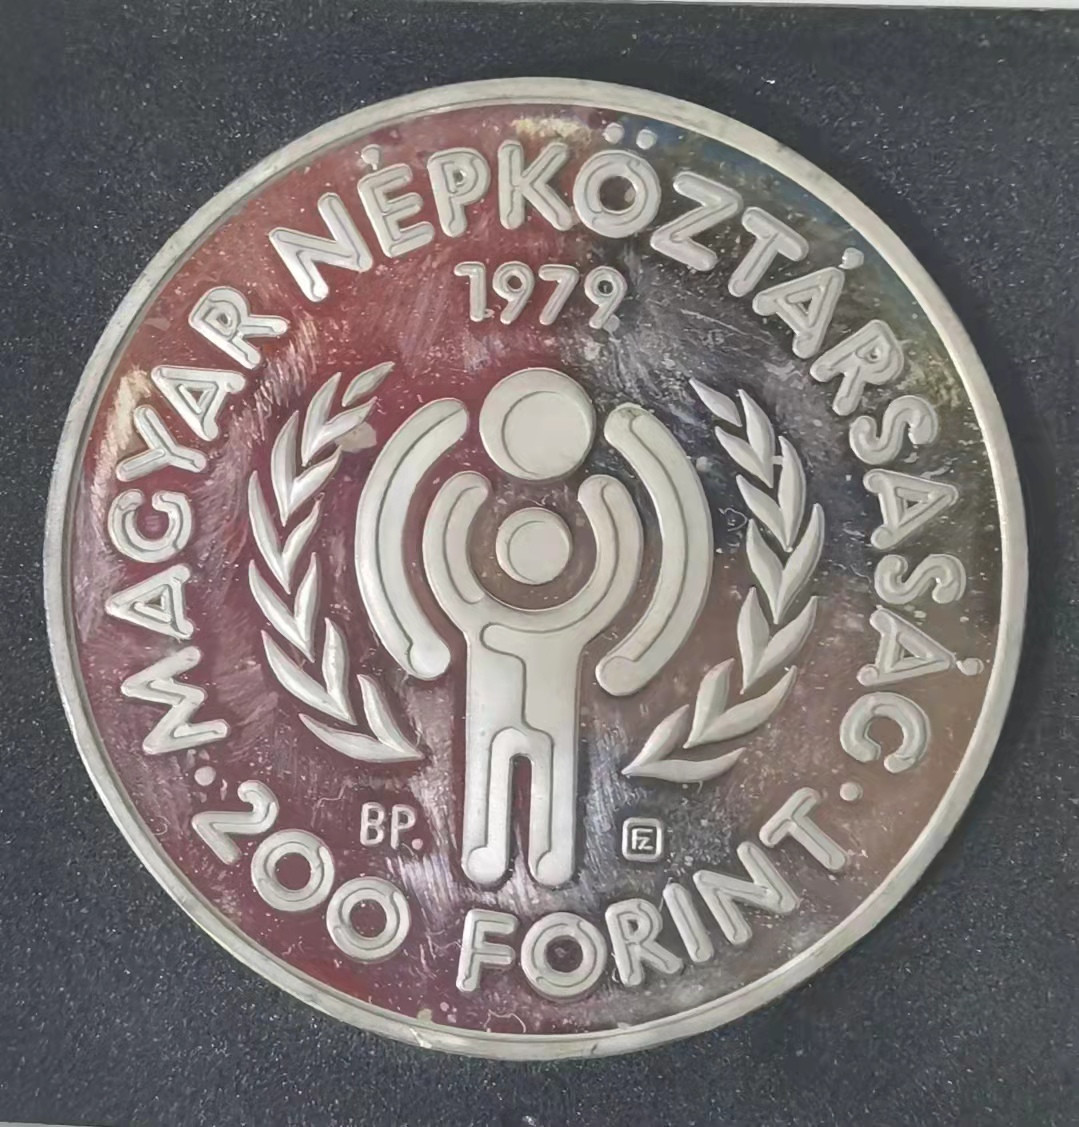 MAGYAR NÉPKÖZTÁRSASÁG
1979
BP.
FZ
· 200 FORINT ·